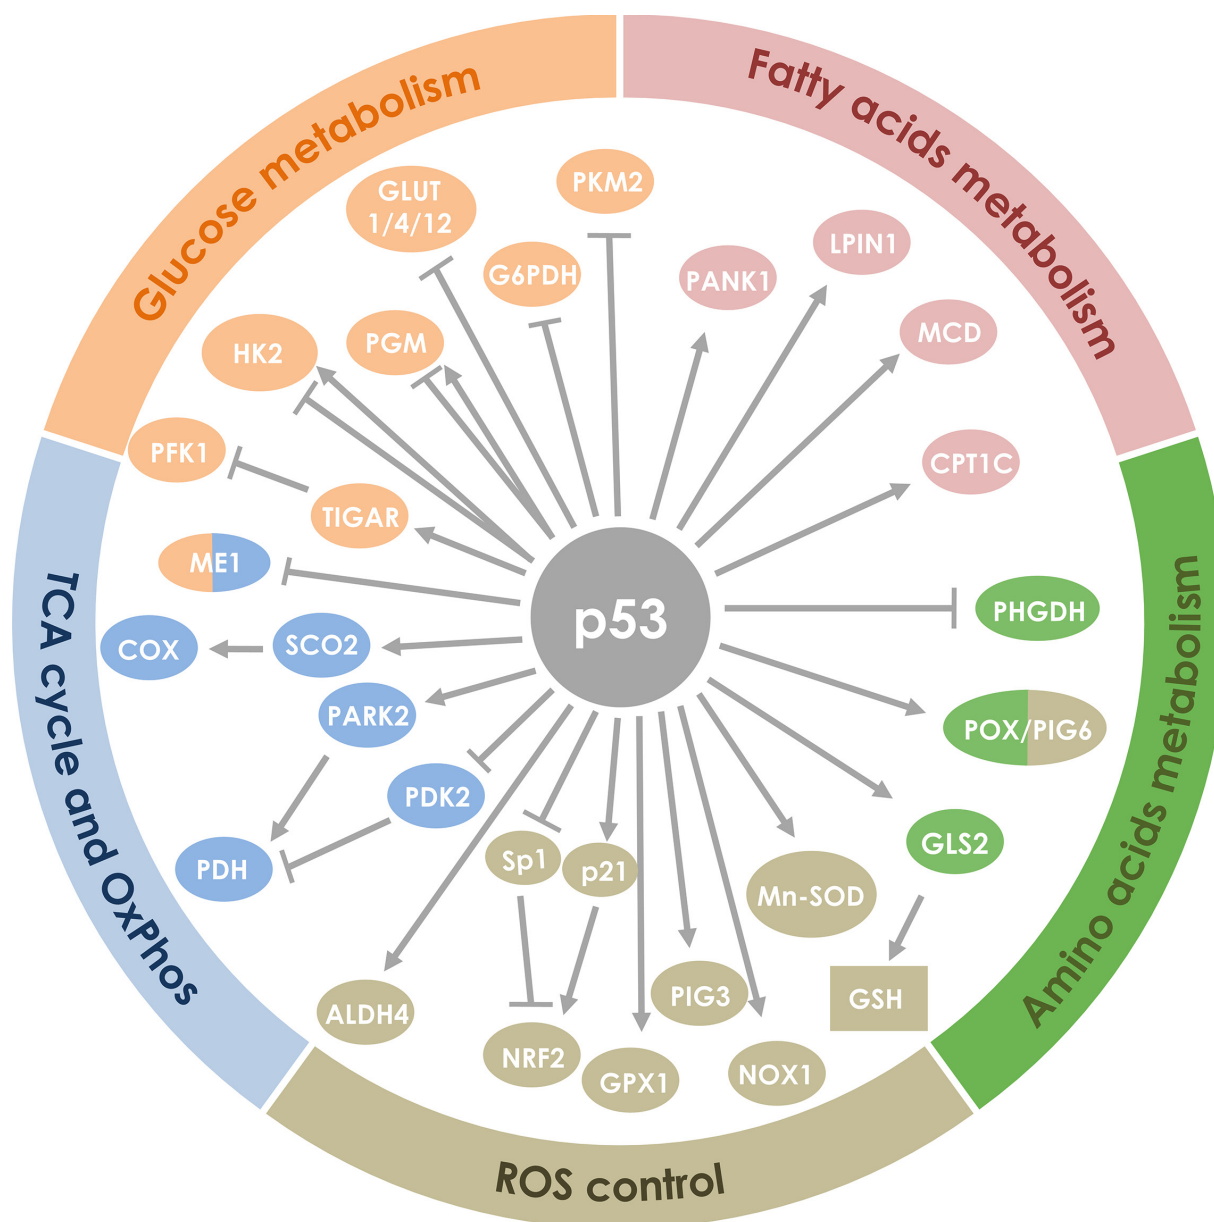 Glucose metabolism
Fatty acids metabolism
Amino acids metabolism
ROS control
TCA cycle and OxPhos
p53
PKM2
GLUT
1/4/12
G6PDH
PGM
HK2
PFK1
TIGAR
ME1
PANK1
LPIN1
MCD
CPT1C
PHGDH
POX/PIG6
GLS2
GSH
Mn-SOD
NOX1
PIG3
GPX1
p21
Sp1
NRF2
ALDH4
PDK2
PDH
PARK2
SCO2
COX